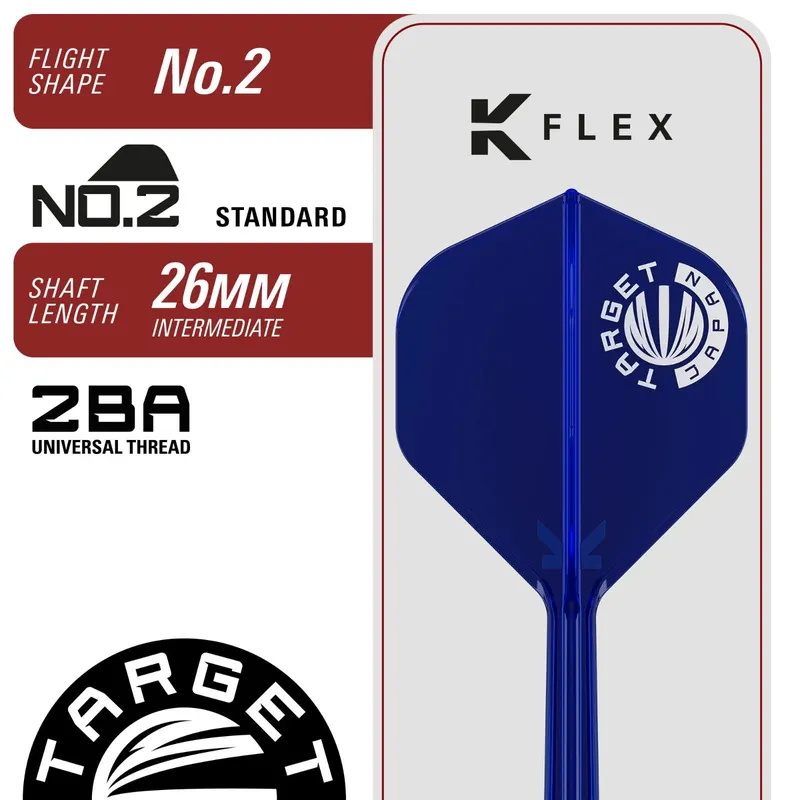 FLIGHT
SHAPE
No.2
NO.2
STANDARD
SHAFT
LENGTH
26MM
INTERMEDIATE
2BA
UNIVERSAL THREAD
TARGET
K FLEX
TARGET
JAPAN
K